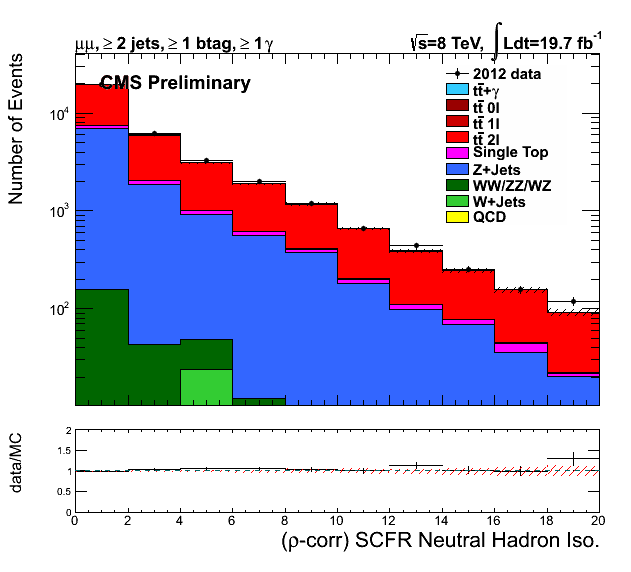 μμ, ≥ 2 jets, ≥ 1 btag, ≥ 1 γ
√s=8 TeV, ∫ Ldt=19.7 fb⁻¹
CMS Preliminary
Number of Events
10⁴
10³
10²
2012 data
tt̄+γ
tt̄ 0l
tt̄ 1l
tt̄ 2l
Single Top
Z+Jets
WW/ZZ/WZ
W+Jets
QCD
data/MC
2
1.5
1
0.5
0
0 2 4 6 8 10 12 14 16 18 20
(ρ-corr) SCFR Neutral Hadron Iso.